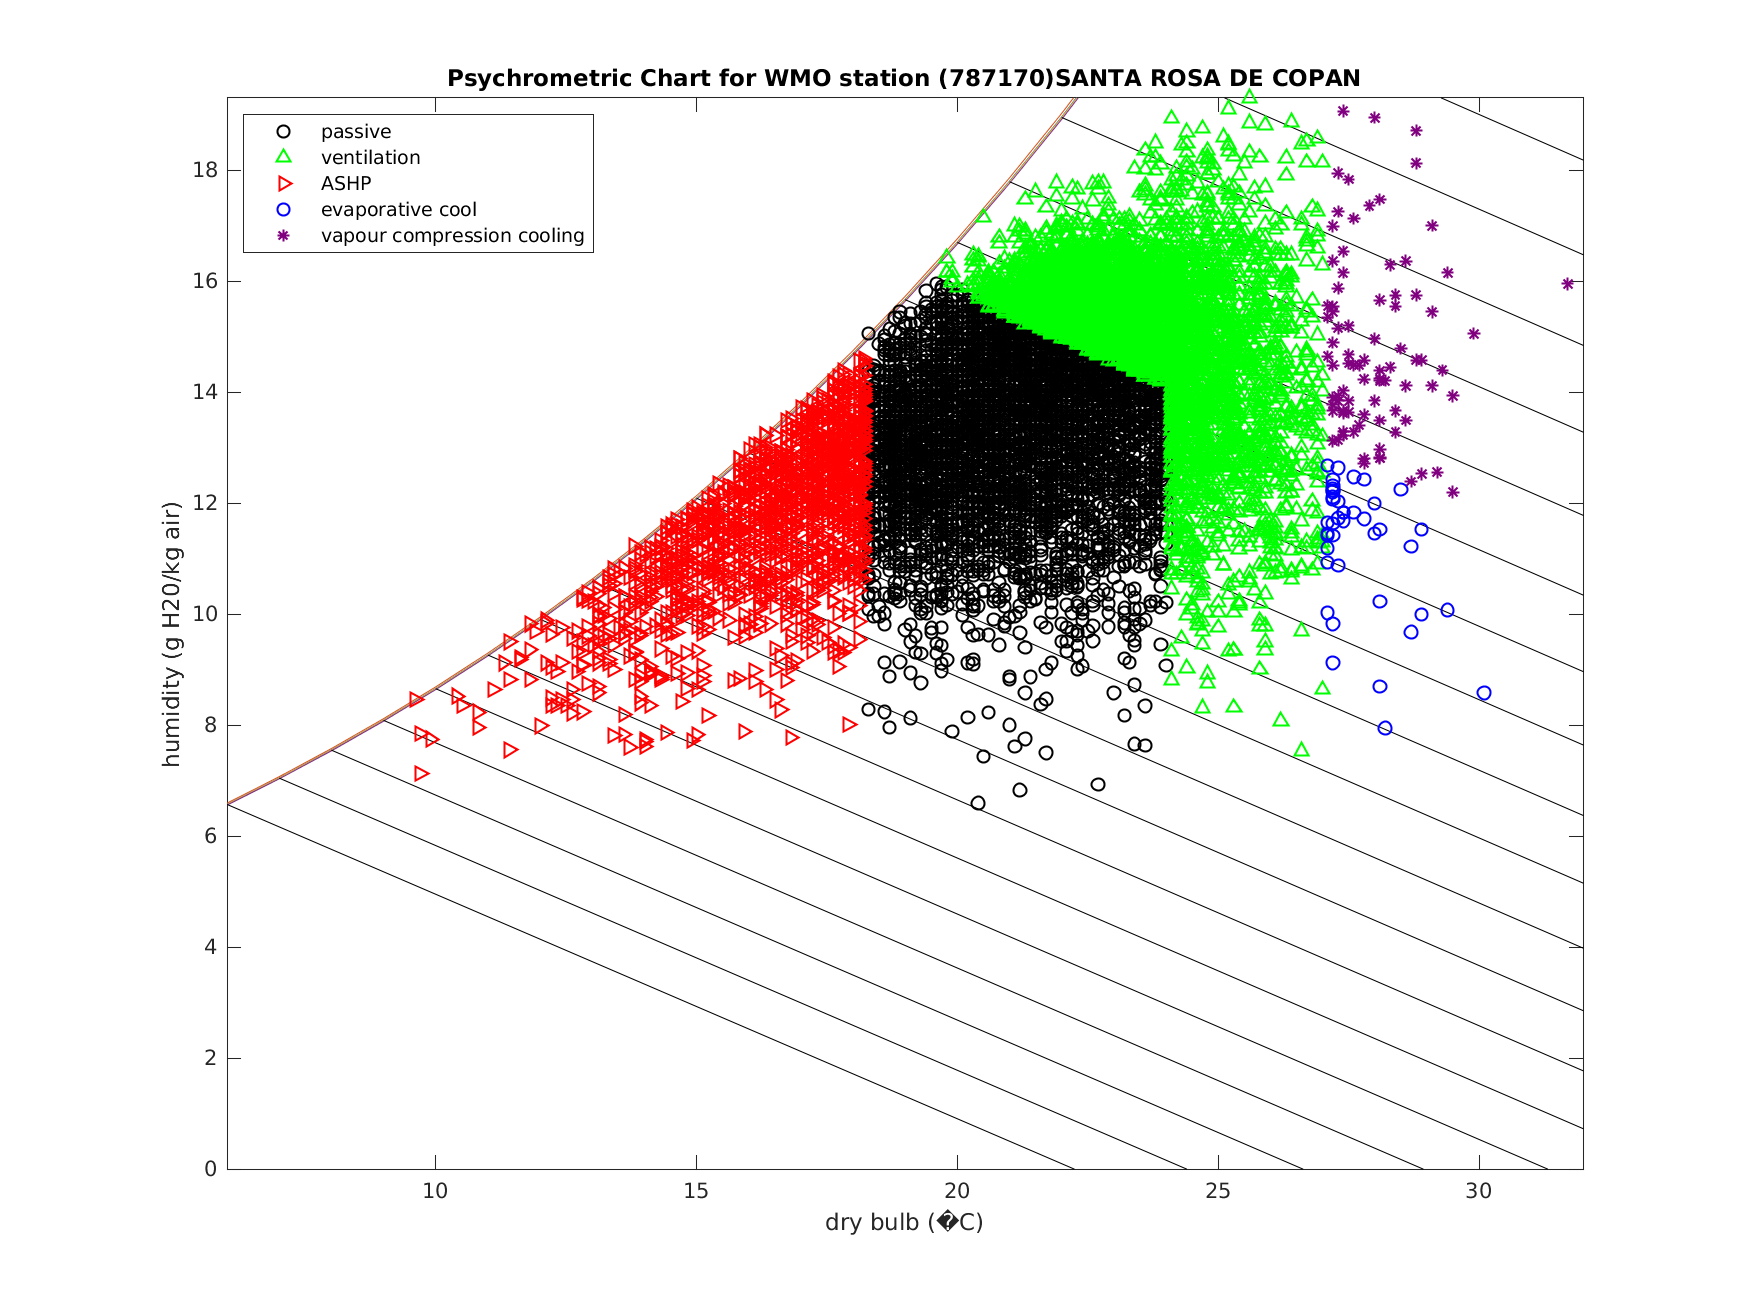 Psychrometric Chart for WMO station (787170)SANTA ROSA DE COPAN
passive
ventilation
ASHP
evaporative cool
vapour compression cooling
humidity (g H20/kg air)
18
16
14
12
10
8
6
4
2
0
10 15 20 25 30
dry bulb (�C)